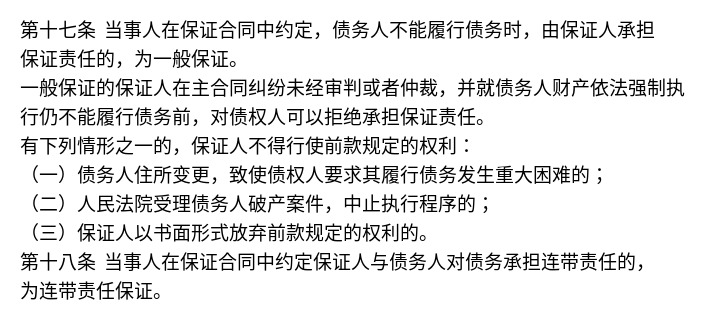 第十七条 当事人在保证合同中约定，债务人不能履行债务时，由保证人承担
保证责任的，为一般保证。
一般保证的保证人在主合同纠纷未经审判或者仲裁，并就债务人财产依法强制执
行仍不能履行债务前，对债权人可以拒绝承担保证责任。
有下列情形之一的，保证人不得行使前款规定的权利：
（一）债务人住所变更，致使债权人要求其履行债务发生重大困难的；
（二）人民法院受理债务人破产案件，中止执行程序的；
（三）保证人以书面形式放弃前款规定的权利的。
第十八条 当事人在保证合同中约定保证人与债务人对债务承担连带责任的，
为连带责任保证。